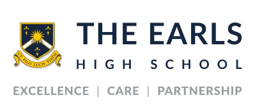 THE EARLS
HIGH SCHOOL
EXCELLENCE | CARE | PARTNERSHIP